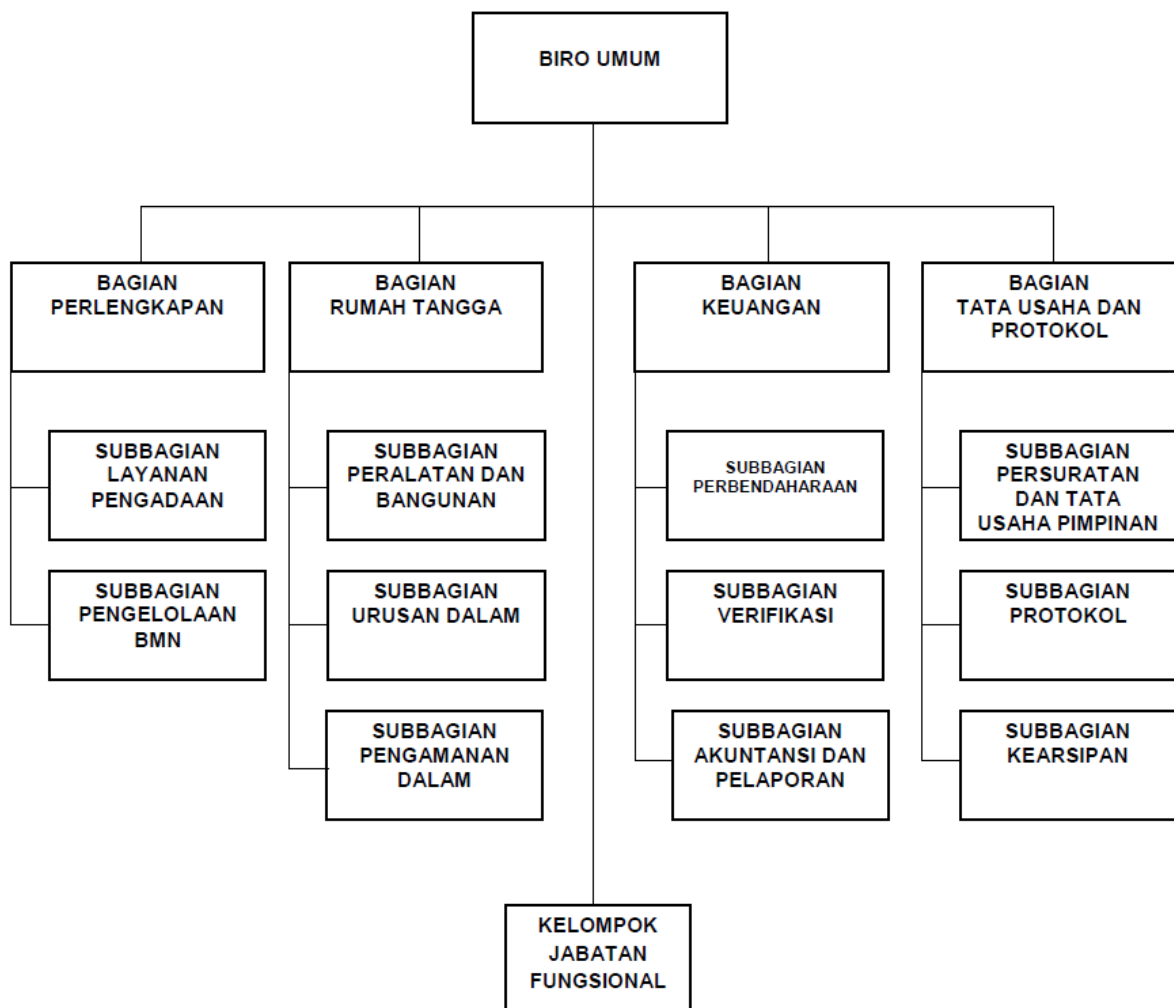 BIRO UMUM
BAGIAN
PERLENGKAPAN
BAGIAN
RUMAH TANGGA
BAGIAN
KEUANGAN
BAGIAN
TATA USAHA DAN
PROTOKOL
SUBBAGIAN
LAYANAN
PENGADAAN
SUBBAGIAN
PERALATAN DAN
BANGUNAN
SUBBAGIAN
PERBENDAHARAAN
SUBBAGIAN
PERSURATAN
DAN TATA
USAHA PIMPINAN
SUBBAGIAN
PENGELOLAAN
BMN
SUBBAGIAN
URUSAN DALAM
SUBBAGIAN
VERIFIKASI
SUBBAGIAN
PROTOKOL
SUBBAGIAN
PENGAMANAN
DALAM
SUBBAGIAN
AKUNTANSI DAN
PELAPORAN
SUBBAGIAN
KEARSIPAN
KELOMPOK
JABATAN
FUNGSIONAL